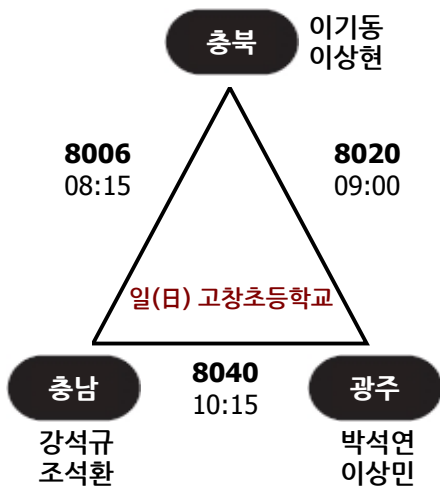 충북
이기동
이상현
8006
08:15
8020
09:00
일(日) 고창초등학교
8040
10:15
충남
강석규
조석환
광주
박석연
이상민